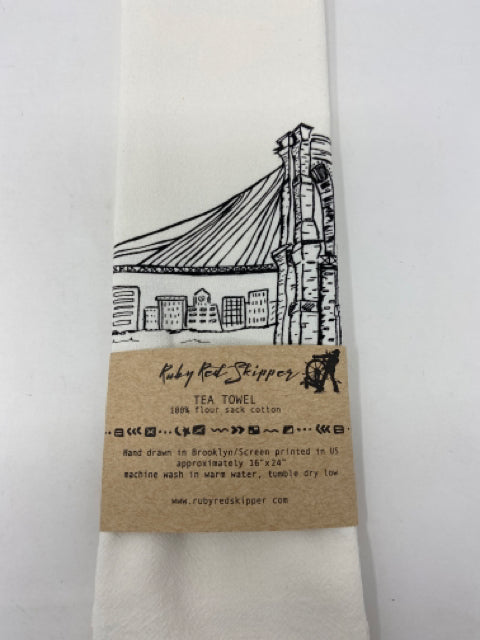 Ruby Red Skipper
TEA TOWEL
100% flour sack cotton
Hand drawn in Brooklyn/Screen printed in US
approximately 16"x24"
machine wash in warm water, tumble dry low
www.rubyredskipper.com